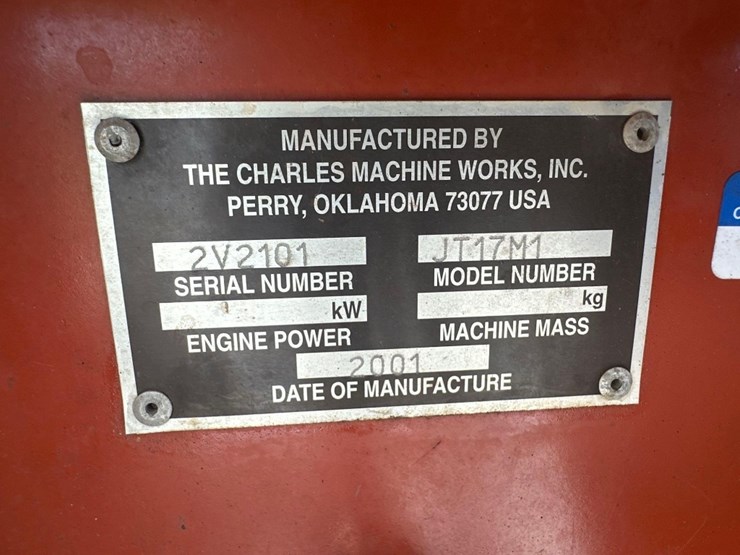 MANUFACTURED BY
THE CHARLES MACHINE WORKS, INC.
PERRY, OKLAHOMA 73077 USA
2V2101 JT17M1
SERIAL NUMBER MODEL NUMBER
kW kg
ENGINE POWER MACHINE MASS
2001
DATE OF MANUFACTURE